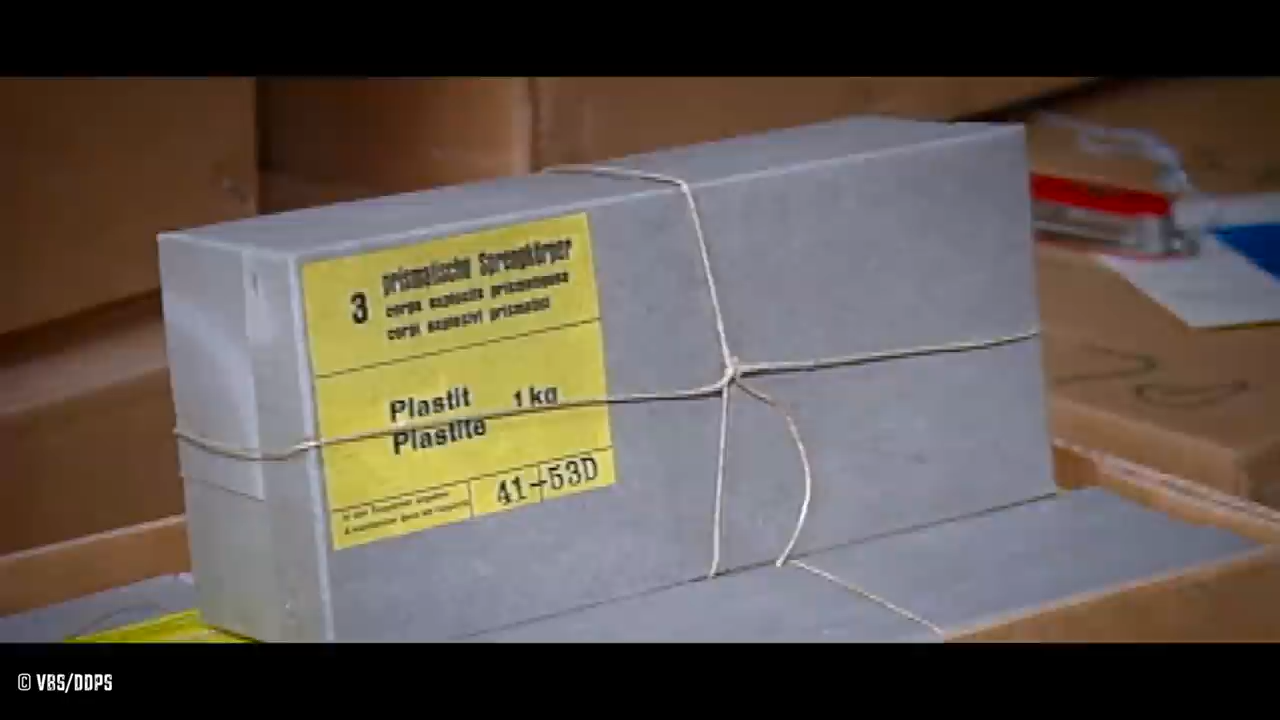 3 prismatische Sprengkörper
corps explosifs prismatiques
corpi esplosivi prismatici
Plastit 1 kg
Plastite
41-53D
© VBS/DDPS